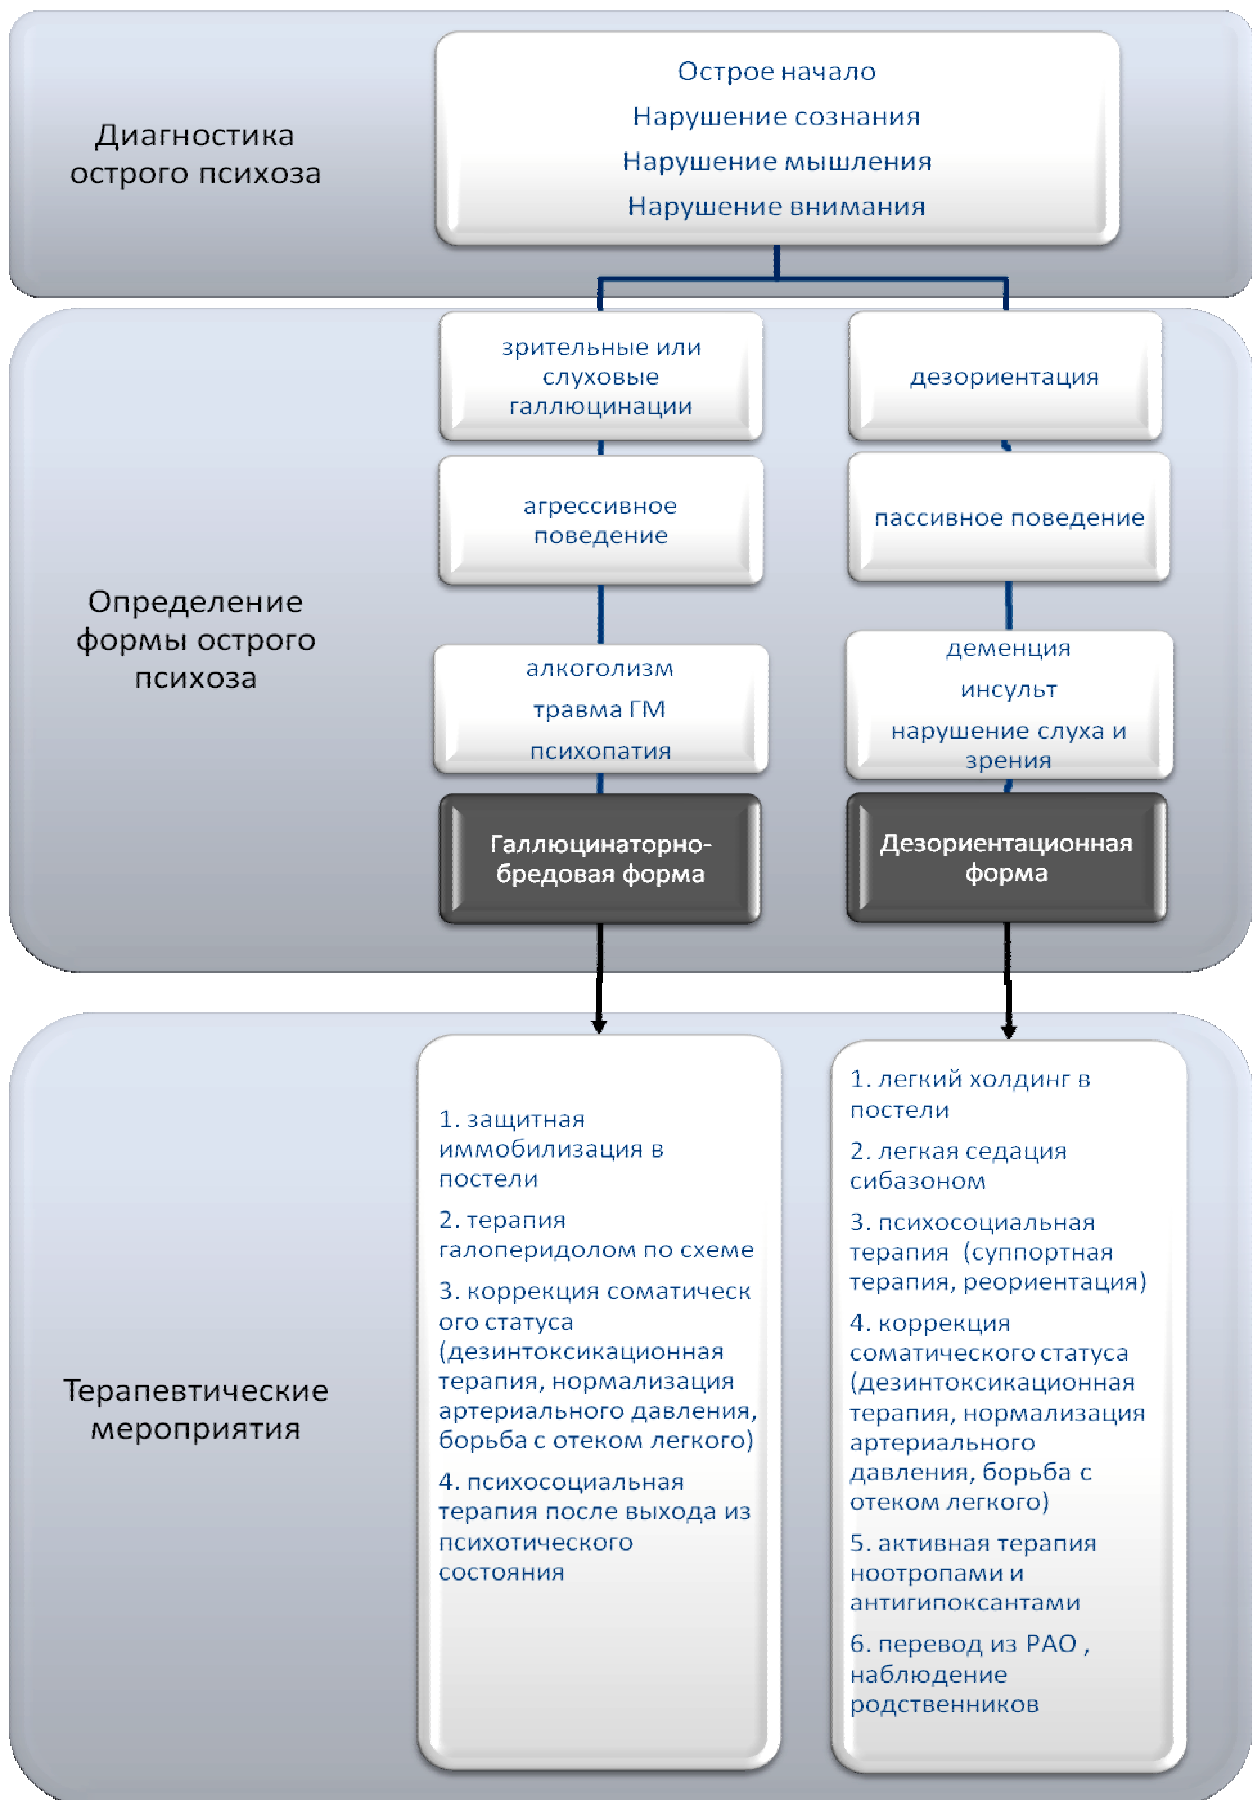 Диагностика
острого психоза
Острое начало
Нарушение сознания
Нарушение мышления
Нарушение внимания
Определение
формы острого
психоза
зрительные или
слуховые
галлюцинации
агрессивное
поведение
алкоголизм
травма ГМ
психопатия
Галлюцинаторно-
бредовая форма
дезориентация
пассивное поведение
деменция
инсульт
нарушение слуха и
зрения
Дезориентационная
форма
Терапевтические
мероприятия
1. защитная
иммобилизация в
постели
2. терапия
галоперидолом по схеме
3. коррекция соматическ
ого статуса
(дезинтоксикационная
терапия, нормализация
артериального давления,
борьба с отеком легкого)
4. психосоциальная
терапия после выхода из
психотического
состояния
1. легкий холдинг в
постели
2. легкая седация
сибазоном
3. психосоциальная
терапия (суппортная
терапия, реориентация)
4. коррекция
соматического статуса
(дезинтоксикационная
терапия, нормализация
артериального
давления, борьба с
отеком легкого)
5. активная терапия
ноотропами и
антигипоксантами
6. перевод из РАО ,
наблюдение
родственников